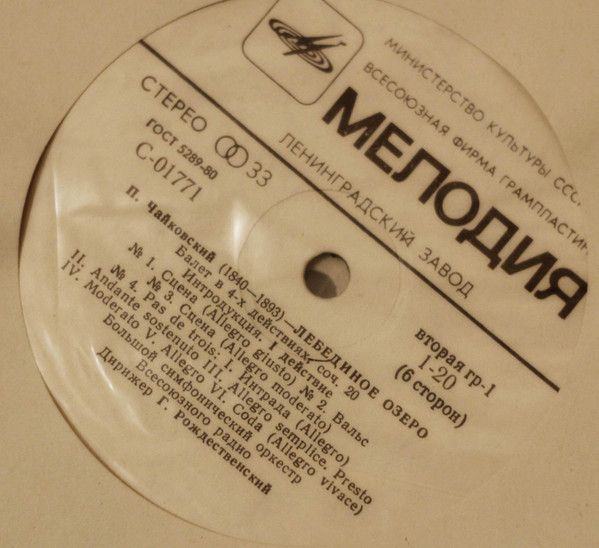 МИНИСТЕРСТВО КУЛЬТУРЫ СССР
ВСЕСОЮЗНАЯ ФИРМА ГРАМПЛАСТИН
МЕЛОДИЯ
ЛЕНИНГРАДСКИЙ ЗАВОД
СТЕРЕО 33
ГОСТ 5289-80
С-01771
вторая гр-1
1-20
(6 сторон)
П. Чайковский (1840—1893)—ЛЕБЕДИНОЕ ОЗЕРО
Балет в 4-х действиях, соч. 20
Интродукция. I действие
№ 1. Сцена (Allegro giusto) № 2. Вальс
№ 3. Сцена (Allegro moderato)
№ 4. Pas de trois: I. Интрада (Allegro)
II. Andante sostenuto III. Allegro semplice, Presto
IV. Moderato V. Allegro VI. Coda (Allegro vivace)
Большой симфонический оркестр
Всесоюзного радио
Дирижер Г. Рождественский